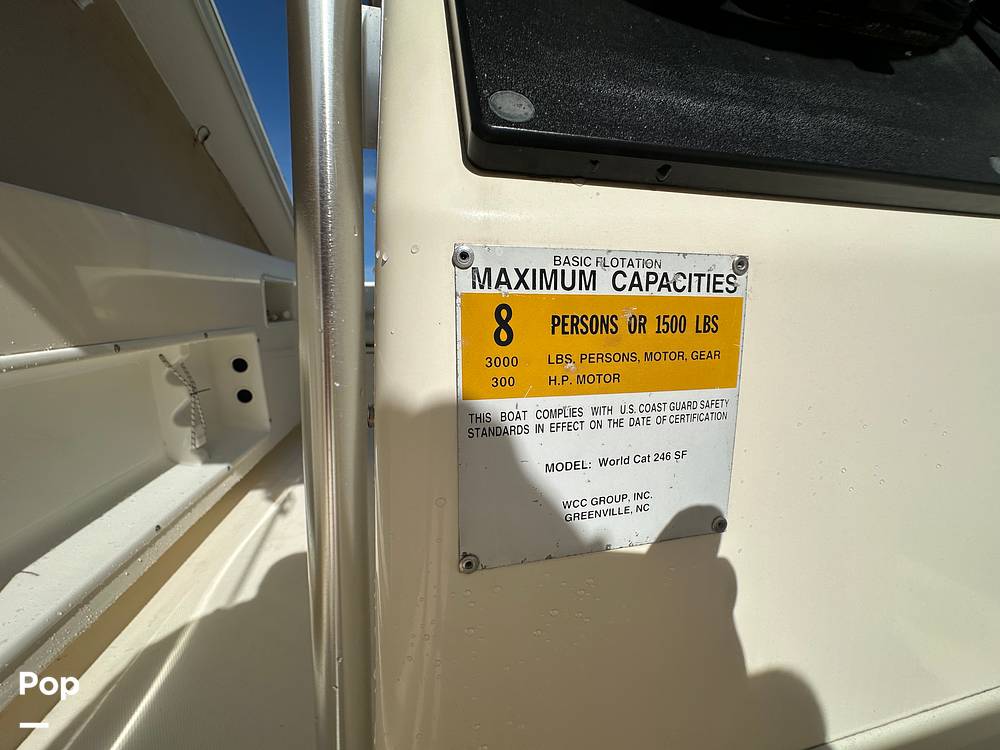 BASIC FLOTATION
MAXIMUM CAPACITIES
8 PERSONS OR 1500 LBS
3000 LBS. PERSONS, MOTOR, GEAR
300 H.P. MOTOR
THIS BOAT COMPLIES WITH U.S. COAST GUARD SAFETY
STANDARDS IN EFFECT ON THE DATE OF CERTIFICATION
MODEL: World Cat 246 SF
WCC GROUP, INC.
GREENVILLE, NC
Pop